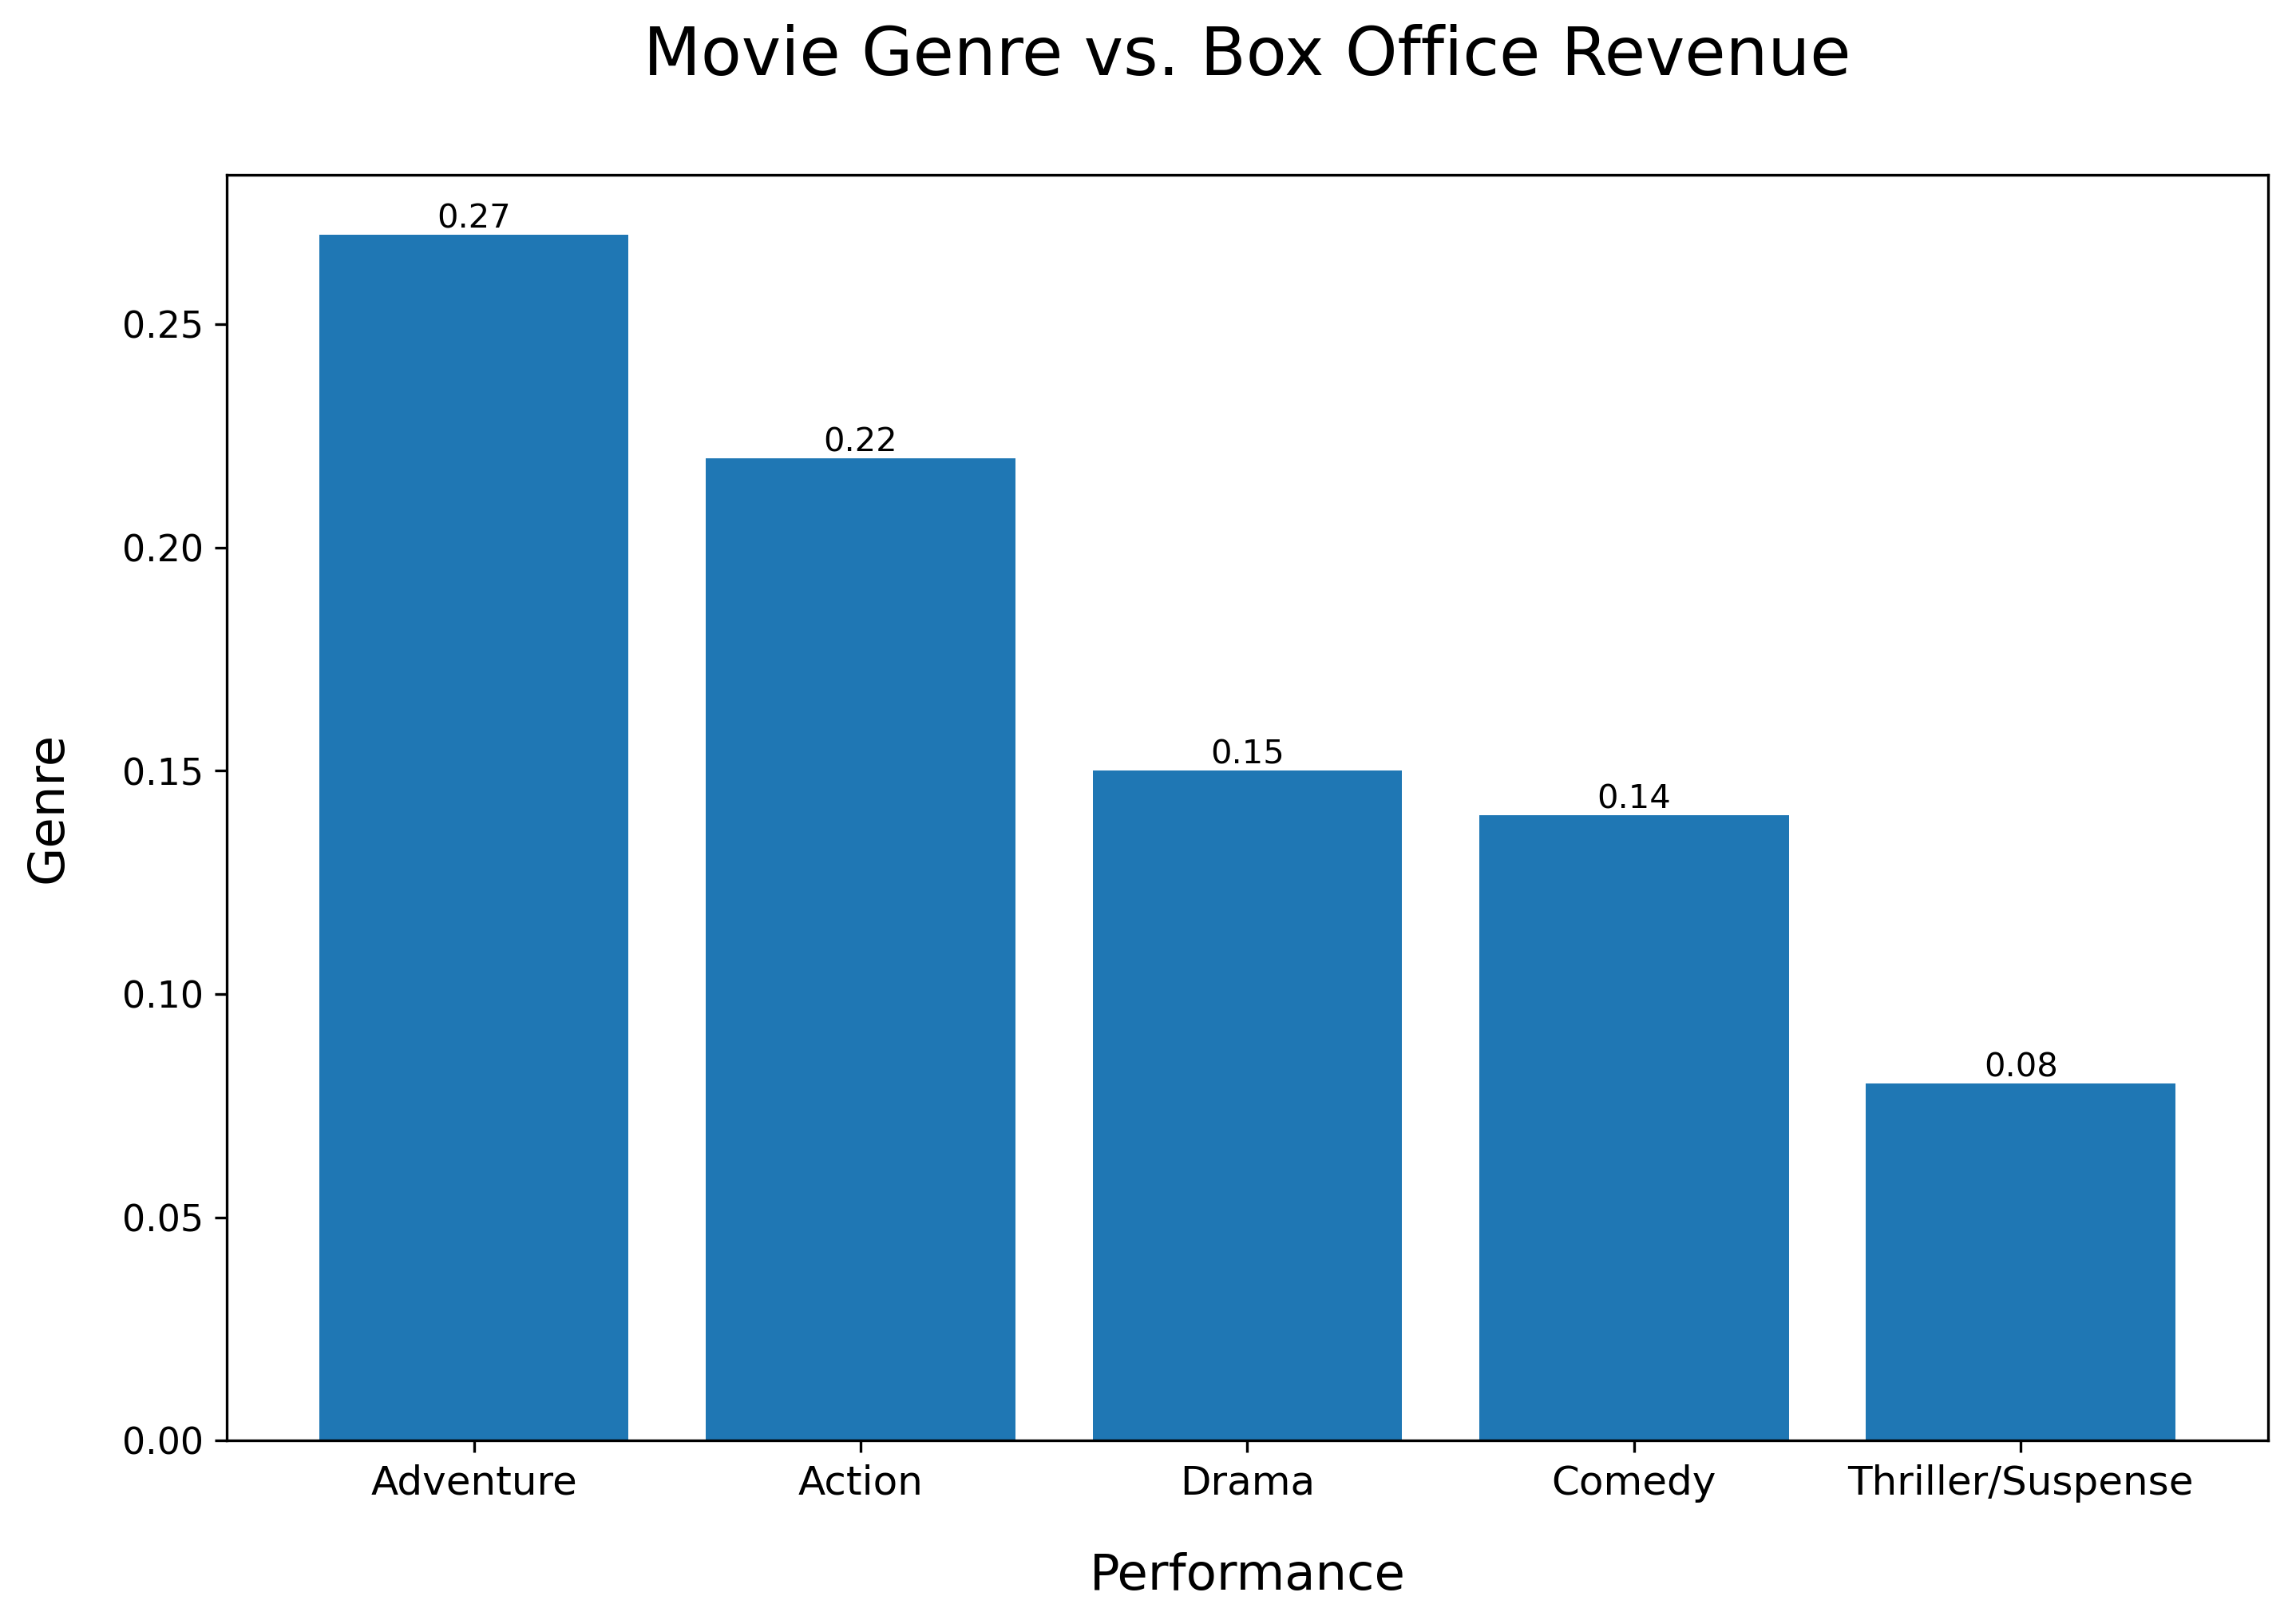 Movie Genre vs. Box Office Revenue
0.27
0.22
0.15
0.14
0.08
0.25
0.20
0.15
0.10
0.05
0.00
Genre
Adventure Action Drama Comedy Thriller/Suspense
Performance